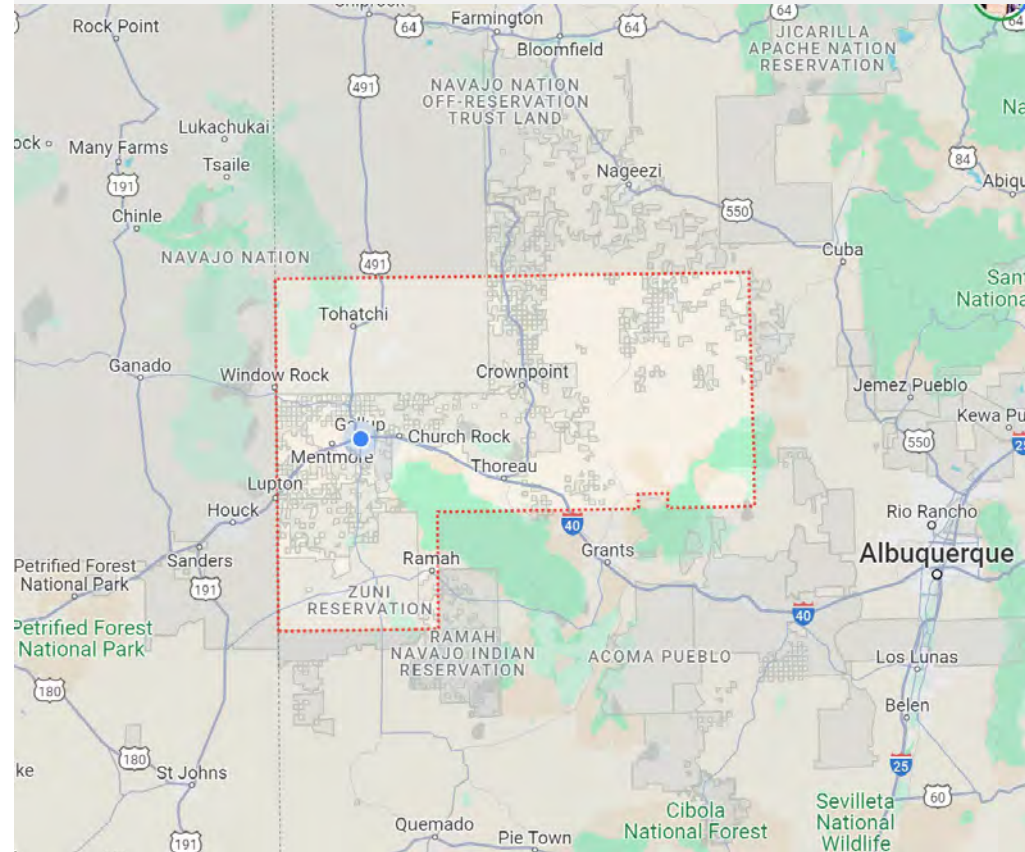 Rock Point
64
Farmington
64
Bloomfield
64
64
64
JICARILLA
APACHE NATION
RESERVATION
491
NAVAJO NATION
OFF-RESERVATION
TRUST LAND
Lukachukai
Many Farms
Tsaile
191
Nageezi
84
Chinle
550
NAVAJO NATION
491
Cuba
Tohatchi
Ganado
Window Rock
Crownpoint
Jemez Pueblo
Gallup
Church Rock
Mentmore
550
Thoreau
Lupton
Houck
40
Rio Rancho
Sanders
Ramah
Grants
Albuquerque
Petrified Forest
National Park
191
ZUNI
RESERVATION
40
Petrified Forest
National Park
RAMAH
NAVAJO INDIAN
RESERVATION
ACOMA PUEBLO
Los Lunas
180
Belen
180
St Johns
25
60
Cibola
National Forest
Sevilleta
National
Wildlife
Quemado
Pie Town
191